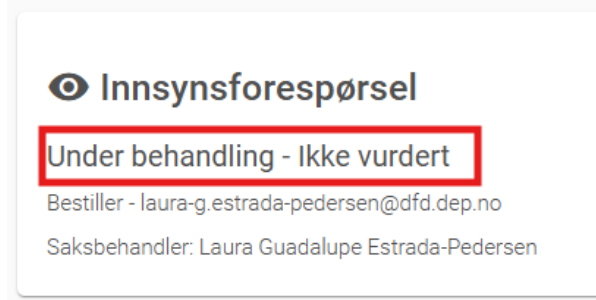 Innsynsforespørsel
Under behandling - Ikke vurdert
Bestiller - laura-g.estrada-pedersen@dfd.dep.no
Saksbehandler: Laura Guadalupe Estrada-Pedersen